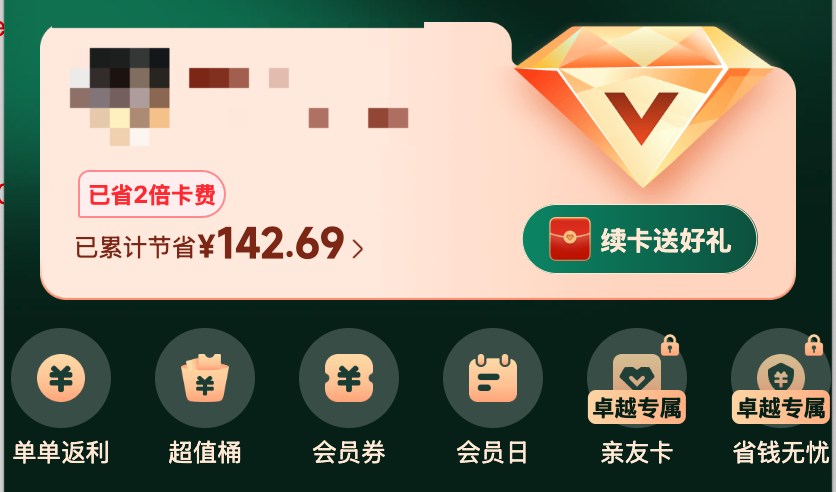 已省2倍卡费
已累计节省¥142.69
续卡送好礼
V
卓越专属
卓越专属
单单返利
超值桶
会员券
会员日
亲友卡
省钱无忧